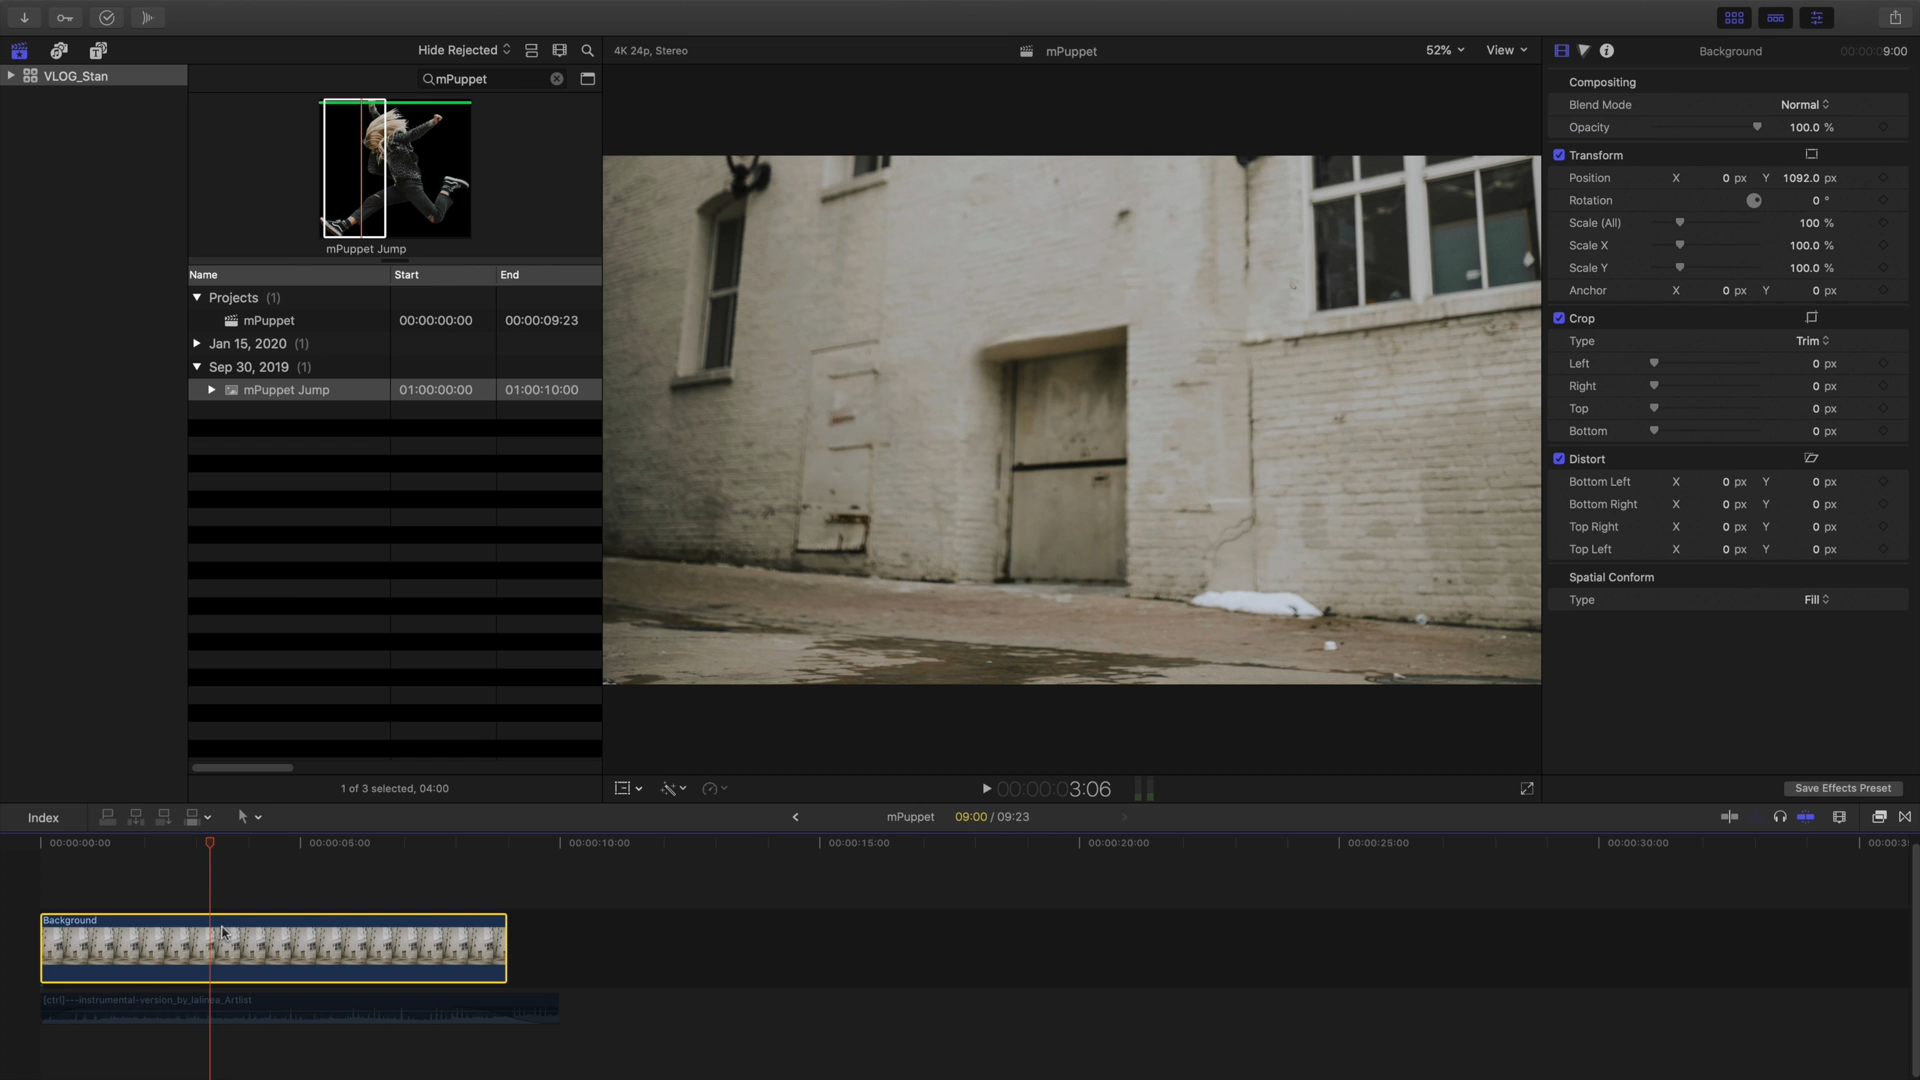 Hide Rejected
4K 24p, Stereo
mPuppet
52%
View
Background
00:00:09:00
VLOG_Stan
mPuppet
mPuppet Jump
Name Start End
Projects (1)
mPuppet 00:00:00:00 00:00:09:23
Jan 15, 2020 (1)
Sep 30, 2019 (1)
mPuppet Jump 01:00:00:00 01:00:10:00
1 of 3 selected, 04:00
00:00:00:03:06
Compositing
Blend Mode Normal
Opacity 100.0 %
Transform
Position X 0 px Y 1092.0 px
Rotation 0 °
Scale (All) 100 %
Scale X 100.0 %
Scale Y 100.0 %
Anchor X 0 px Y 0 px
Crop
Type Trim
Left 0 px
Right 0 px
Top 0 px
Bottom 0 px
Distort
Bottom Left X 0 px Y 0 px
Bottom Right X 0 px Y 0 px
Top Right X 0 px Y 0 px
Top Left X 0 px Y 0 px
Spatial Conform
Type Fill
Save Effects Preset
Index
mPuppet 09:00 / 09:23
00:00:00:00 00:00:05:00 00:00:10:00 00:00:15:00 00:00:20:00 00:00:25:00 00:00:30:00
Background
[ctrl]---instrumental-version_by_lalinea_Artlist